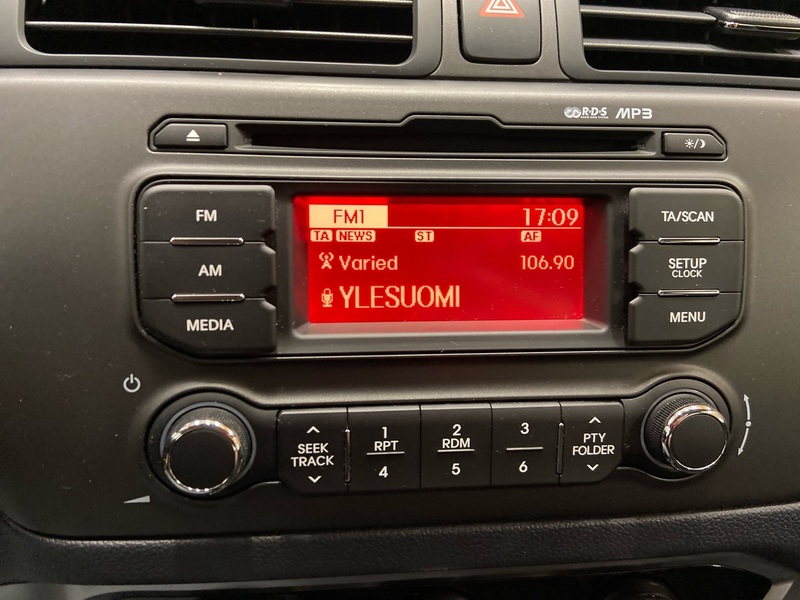 R·D·S MP3
FM
AM
MEDIA
FM1 17:09
TA NEWS ST AF
Varied 106.90
YLESUOMI
TA/SCAN
SETUP
CLOCK
MENU
SEEK
TRACK
1
RPT
4
2
RDM
5
3
6
PTY
FOLDER